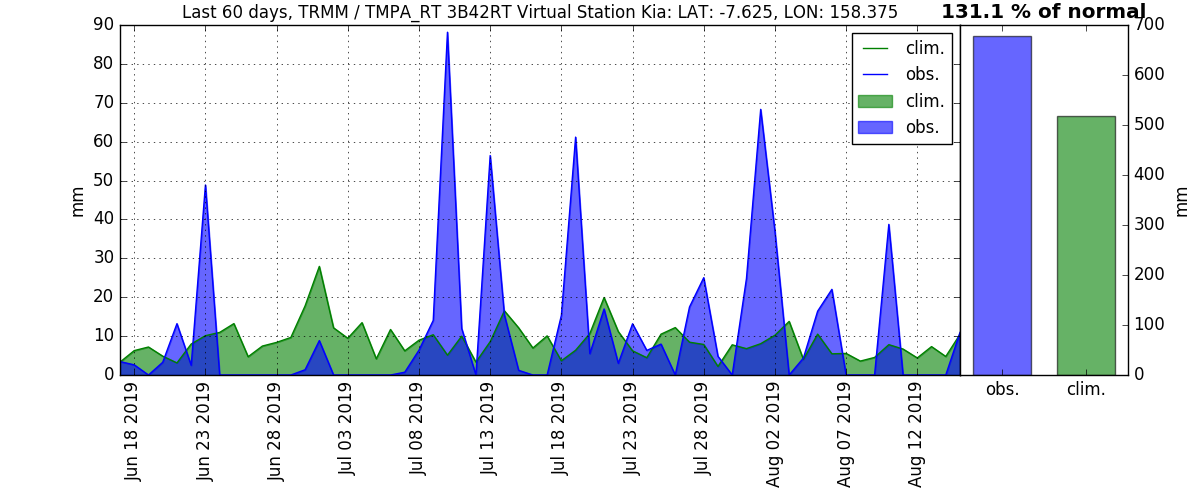 Last 60 days, TRMM / TMPA_RT 3B42RT Virtual Station Kia: LAT: -7.625, LON: 158.375
131.1 % of normal
90
80
70
60
50
40
30
20
10
0
mm
clim.
obs.
clim.
obs.
Jun 18 2019
Jun 23 2019
Jun 28 2019
Jul 03 2019
Jul 08 2019
Jul 13 2019
Jul 18 2019
Jul 23 2019
Jul 28 2019
Aug 02 2019
Aug 07 2019
Aug 12 2019
700
600
500
400
300
200
100
0
mm
obs.
clim.